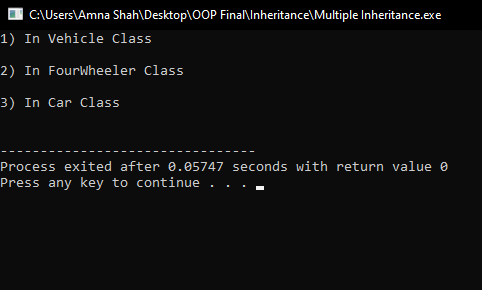 C:\Users\Amna Shah\Desktop\OOP Final\Inheritance\Multiple Inheritance.exe
1) In Vehicle Class
2) In FourWheeler Class
3) In Car Class
--------------------------------
Process exited after 0.05747 seconds with return value 0
Press any key to continue . . .